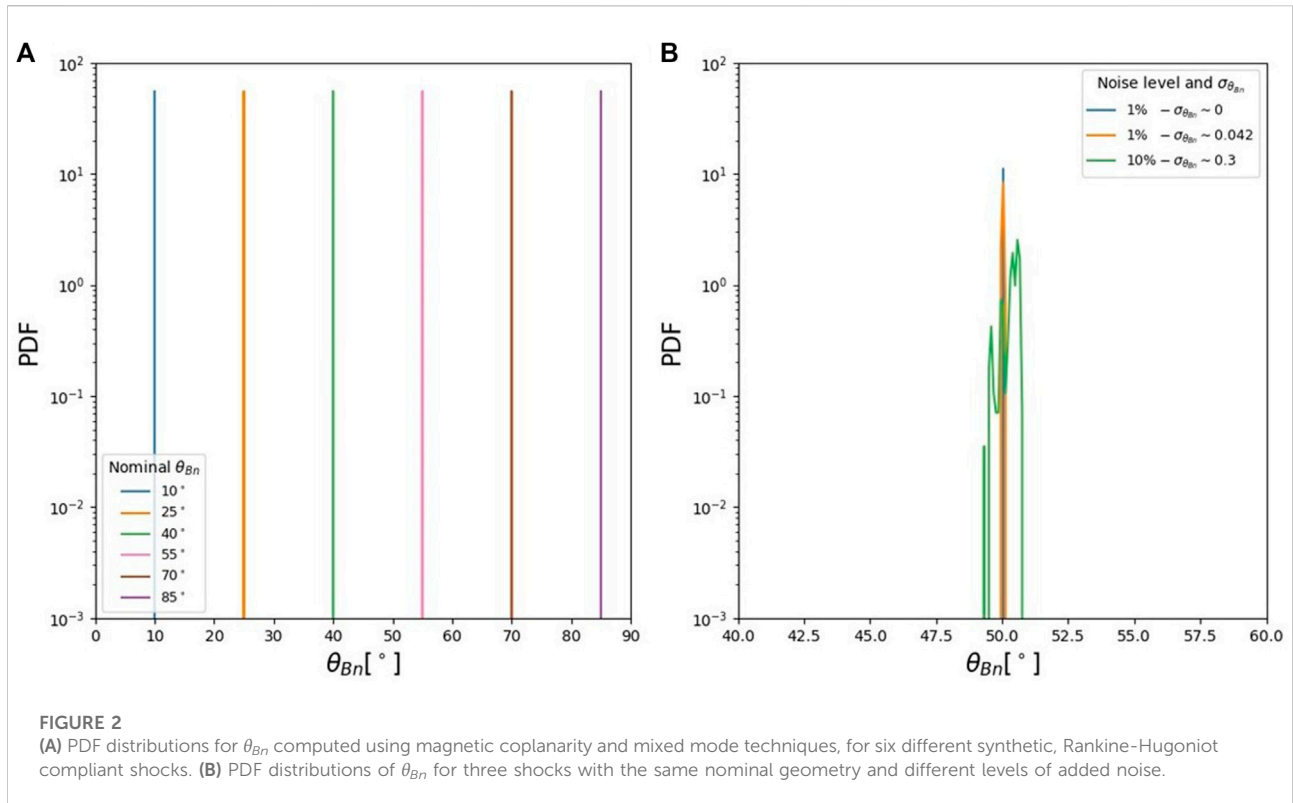 A
B
10²
10¹
10⁰
10⁻¹
10⁻²
10⁻³
PDF
Nominal θBn
10°
25°
40°
55°
70°
85°
0 10 20 30 40 50 60 70 80 90
θBn[°]
10²
10¹
10⁰
10⁻¹
10⁻²
10⁻³
PDF
Noise level and σθBn
1% − σθBn ~ 0
1% − σθBn ~ 0.042
10% − σθBn ~ 0.3
40.0 42.5 45.0 47.5 50.0 52.5 55.0 57.5 60.0
θBn[°]
FIGURE 2
(A) PDF distributions for θBn computed using magnetic coplanarity and mixed mode techniques, for six different synthetic, Rankine-Hugoniot
compliant shocks. (B) PDF distributions of θBn for three shocks with the same nominal geometry and different levels of added noise.